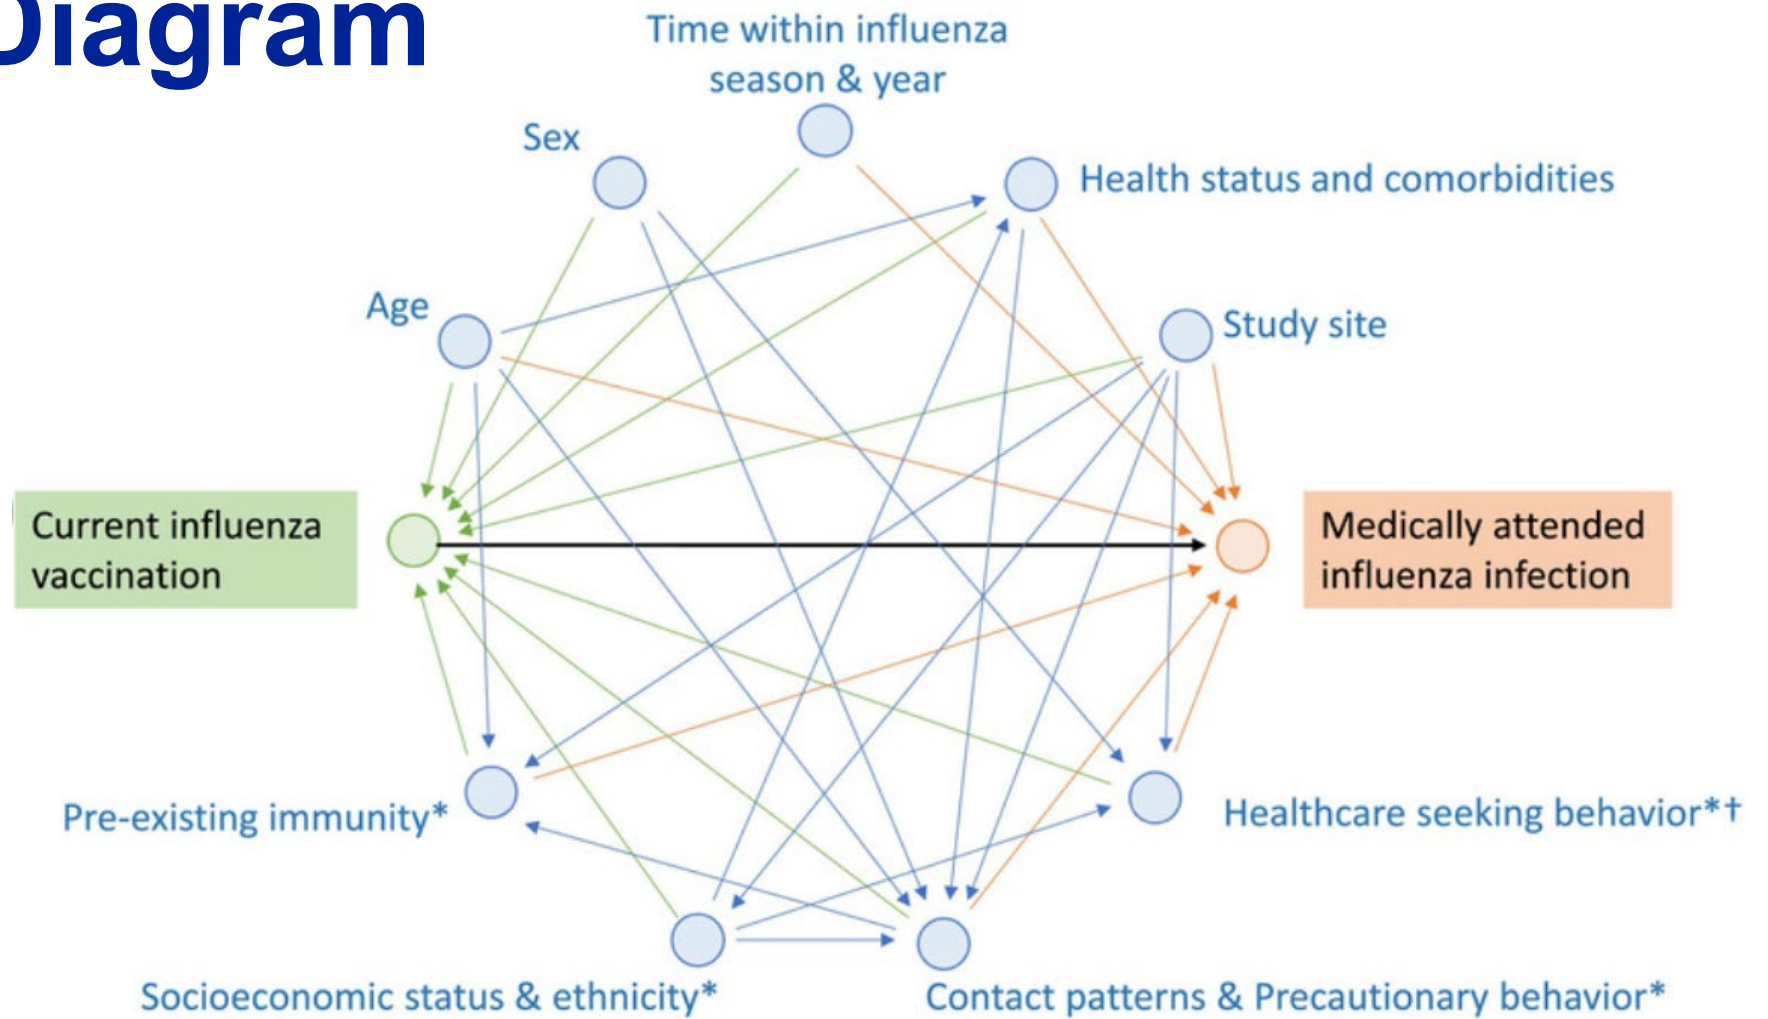 Diagram
Time within influenza
season & year
Sex
Health status and comorbidities
Age
Study site
Current influenza
vaccination
Medically attended
influenza infection
Pre-existing immunity*
Healthcare seeking behavior*†
Socioeconomic status & ethnicity*
Contact patterns & Precautionary behavior*